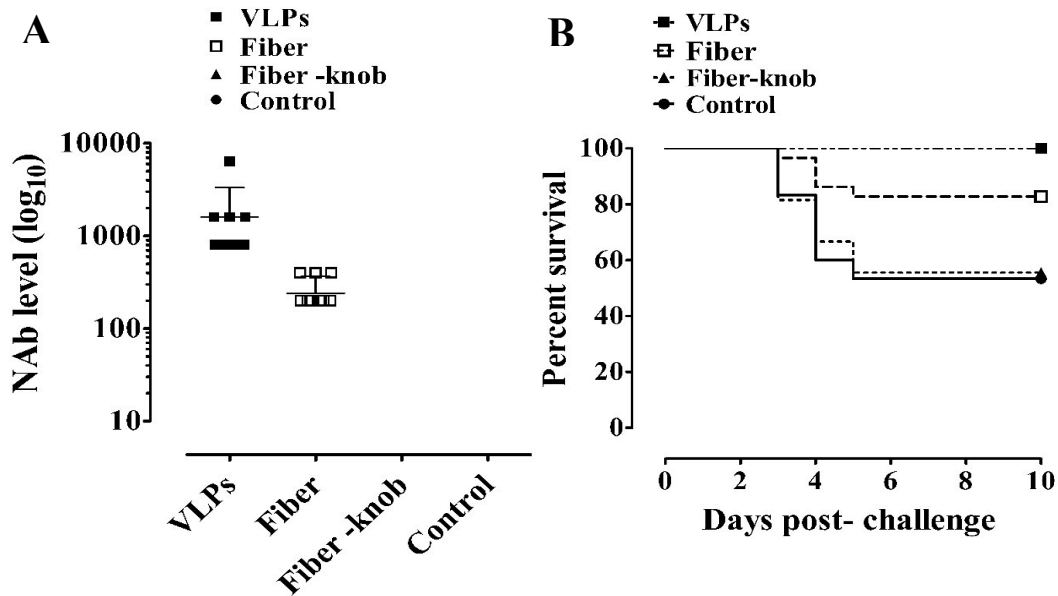 A
VLPs
Fiber
Fiber -knob
Control
NAb level (log10)
10000
1000
100
10
VLPs
Fiber
Fiber -knob
Control
B
VLPs
Fiber
Fiber-knob
Control
Percent survival
100
80
60
40
20
0
0 2 4 6 8 10
Days post- challenge